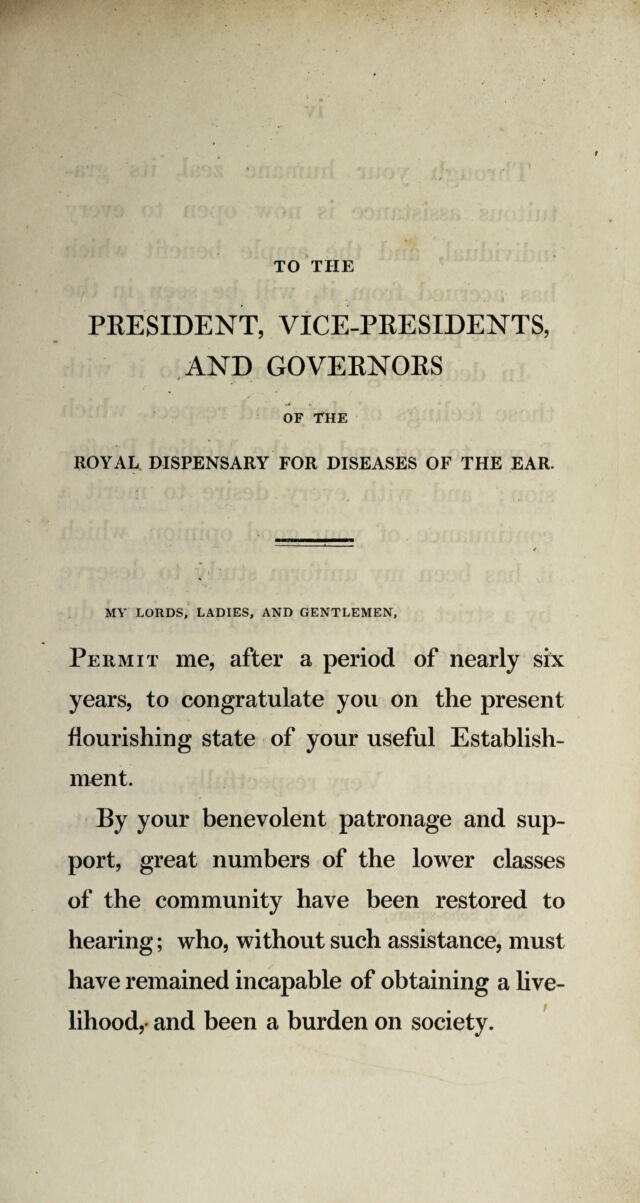 TO THE
PRESIDENT, VICE-PRESIDENTS,
AND GOVERNORS
OF THE
ROYAL DISPENSARY FOR DISEASES OF THE EAR.
MY LORDS, LADIES, AND GENTLEMEN,
PERMIT me, after a period of nearly six
years, to congratulate you on the present
flourishing state of your useful Establish-
ment.
By your benevolent patronage and sup-
port, great numbers of the lower classes
of the community have been restored to
hearing; who, without such assistance, must
have remained incapable of obtaining a live-
lihood, and been a burden on society.